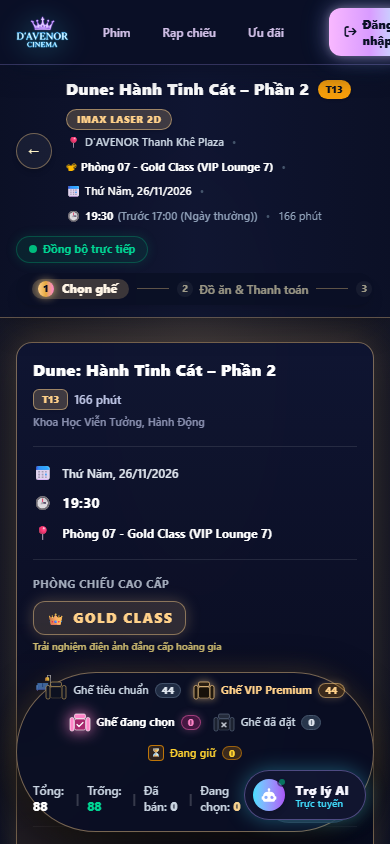 D'AVENOR
CINEMA
Phim Rạp chiếu Ưu đãi
Đăng
nhập
Dune: Hành Tinh Cát – Phần 2 T13
IMAX LASER 2D
D'AVENOR Thanh Khê Plaza •
Phòng 07 - Gold Class (VIP Lounge 7) •
Thứ Năm, 26/11/2026 •
19:30 (Trước 17:00 (Ngày thường)) • 166 phút
←
Đồng bộ trực tiếp
1 Chọn ghế 2 Đồ ăn & Thanh toán 3
Dune: Hành Tinh Cát – Phần 2
T13 166 phút
Khoa Học Viễn Tưởng, Hành Động
Thứ Năm, 26/11/2026
19:30
Phòng 07 - Gold Class (VIP Lounge 7)
PHÒNG CHIẾU CAO CẤP
GOLD CLASS
Trải nghiệm điện ảnh đẳng cấp hoàng gia
Ghế tiêu chuẩn 44 Ghế VIP Premium 44
Ghế đang chọn 0 Ghế đã đặt 0
Đang giữ 0
Tổng: 88 | Trống: 88 | Đã bán: 0 | Đang chọn: 0
Trợ lý AI
Trực tuyến